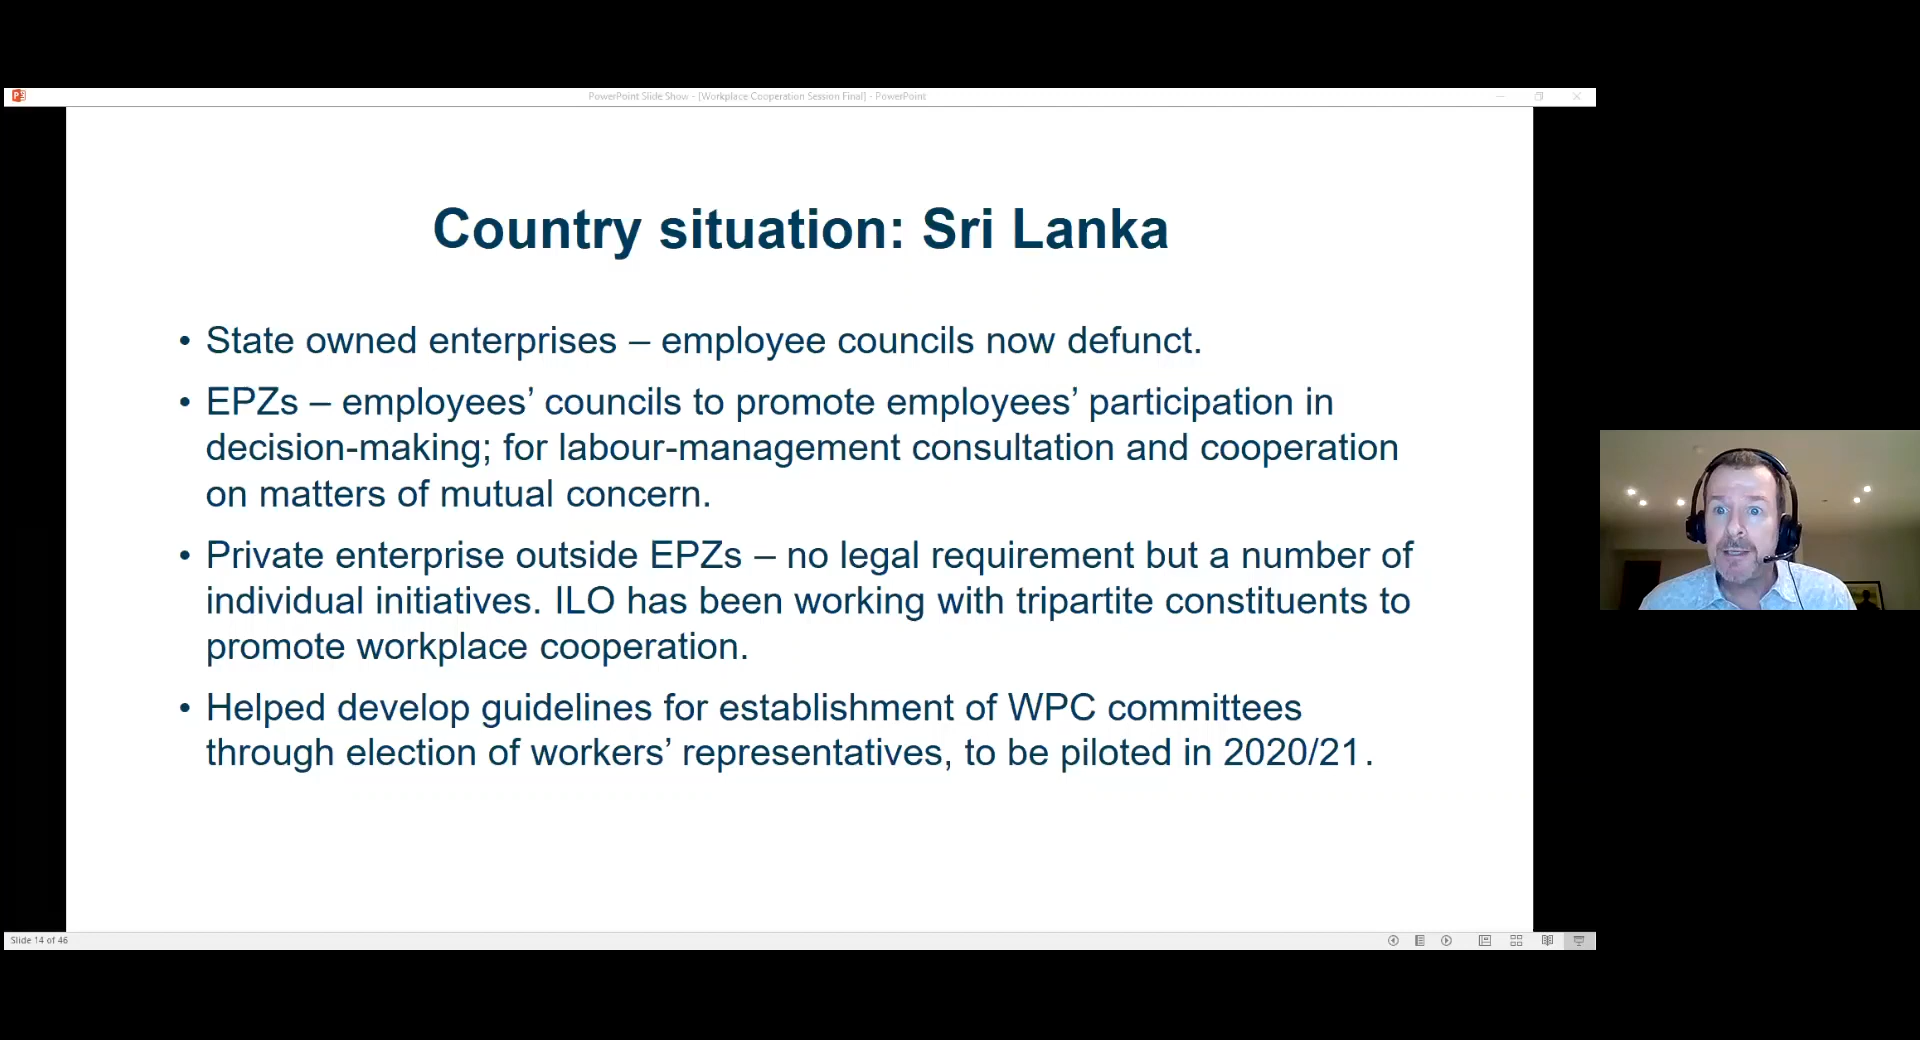 PowerPoint Slide Show - [Workplace Cooperation Session Final] - PowerPoint
Country situation: Sri Lanka
• State owned enterprises – employee councils now defunct.
• EPZs – employees’ councils to promote employees’ participation in
decision-making; for labour-management consultation and cooperation
on matters of mutual concern.
• Private enterprise outside EPZs – no legal requirement but a number of
individual initiatives. ILO has been working with tripartite constituents to
promote workplace cooperation.
• Helped develop guidelines for establishment of WPC committees
through election of workers’ representatives, to be piloted in 2020/21.
Slide 14 of 46